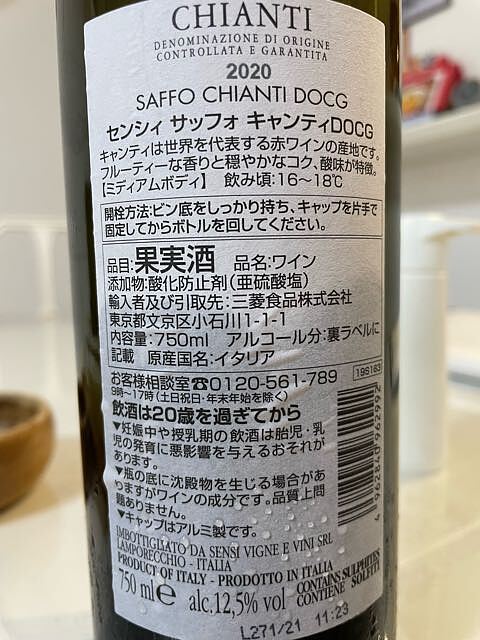 CHIANTI
DENOMINAZIONE DI ORIGINE
CONTROLLATA E GARANTITA
2020
SAFFO CHIANTI DOCG
センシィ サッフォ キャンティDOCG
キャンティは世界を代表する赤ワインの産地です。
フルーティーな香りと穏やかなコク、酸味が特徴。
【ミディアムボディ】 飲み頃:16~18℃
開栓方法:ビン底をしっかり持ち、キャップを片手で
固定してからボトルを回してください。
品目:果実酒 品名:ワイン
添加物:酸化防止剤(亜硫酸塩)
輸入者及び引取先:三菱食品株式会社
東京都文京区小石川1-1-1
内容量:750ml アルコール分:裏ラベルに
記載 原産国名:イタリア
お客様相談室☎0120-561-789
9時~17時(土日祝日・年末年始を除く)
19S163
飲酒は20歳を過ぎてから
▼妊娠中や授乳期の飲酒は胎児・乳
児の発育に悪影響を与えるおそれが
あります。
▼瓶の底に沈殿物を生じる場合があ
りますがワインの成分です。品質上問
題ありません。
▼キャップはアルミ製です。
4 962840 962992
IMBOTTIGLIATO DA SENSI VIGNE E VINI SRL
LAMPORECCHIO - ITALIA
PRODUCT OF ITALY - PRODOTTO IN ITALIA
750 ml e alc.12,5% vol
CONTAINS SULPHITES
CONTIENE SOLFITI
L271/21 11:23